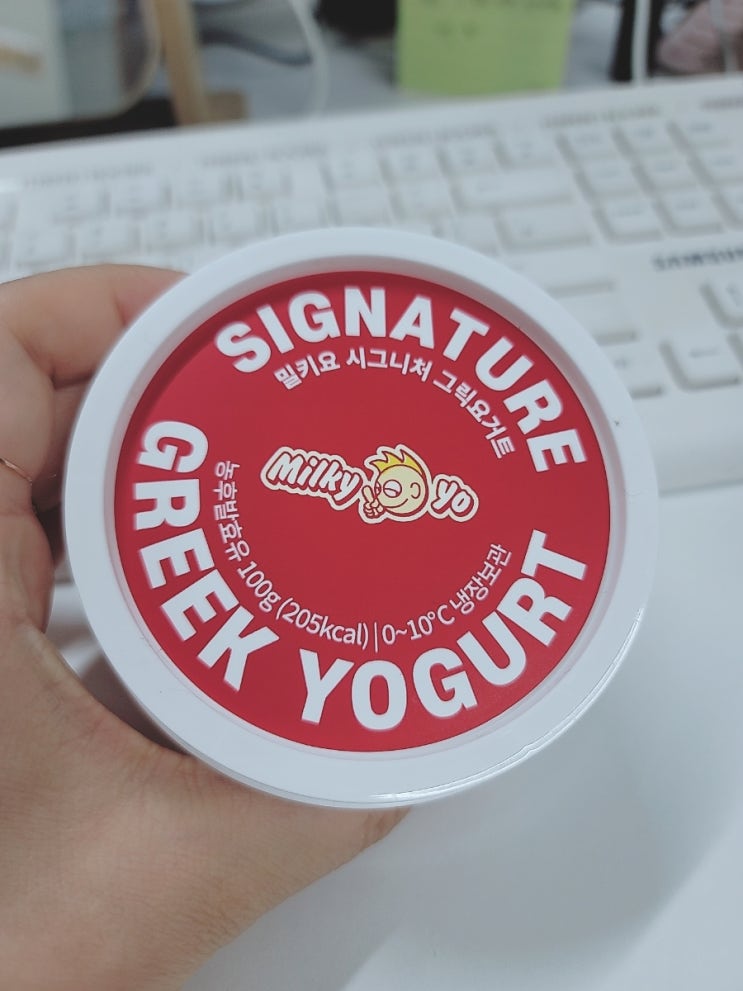 SIGNATURE
밀키요 시그니처 그릭요거트
Milky yo
농후발효유 100g (205kcal) | 0~10°C 냉장보관
GREEK YOGURT
SAMSUNG